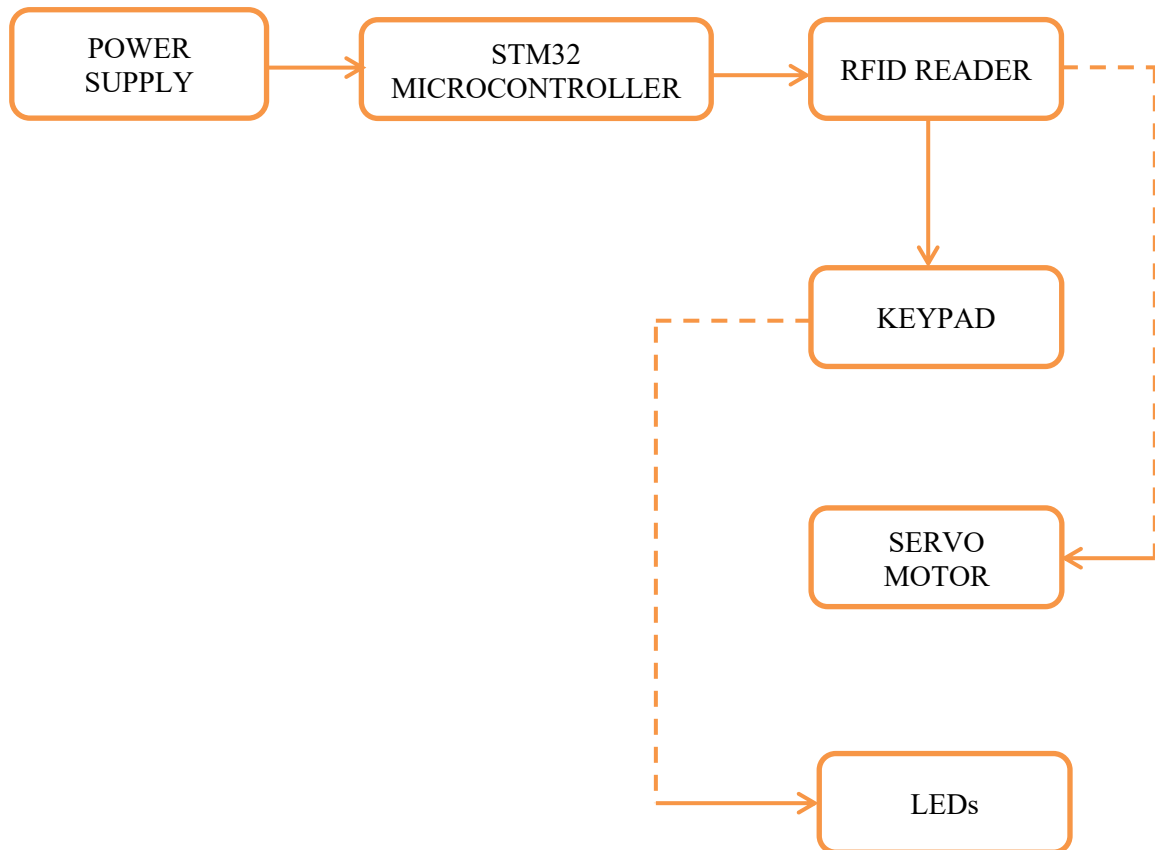 POWER
SUPPLY
STM32
MICROCONTROLLER
RFID READER
KEYPAD
SERVO
MOTOR
LEDs